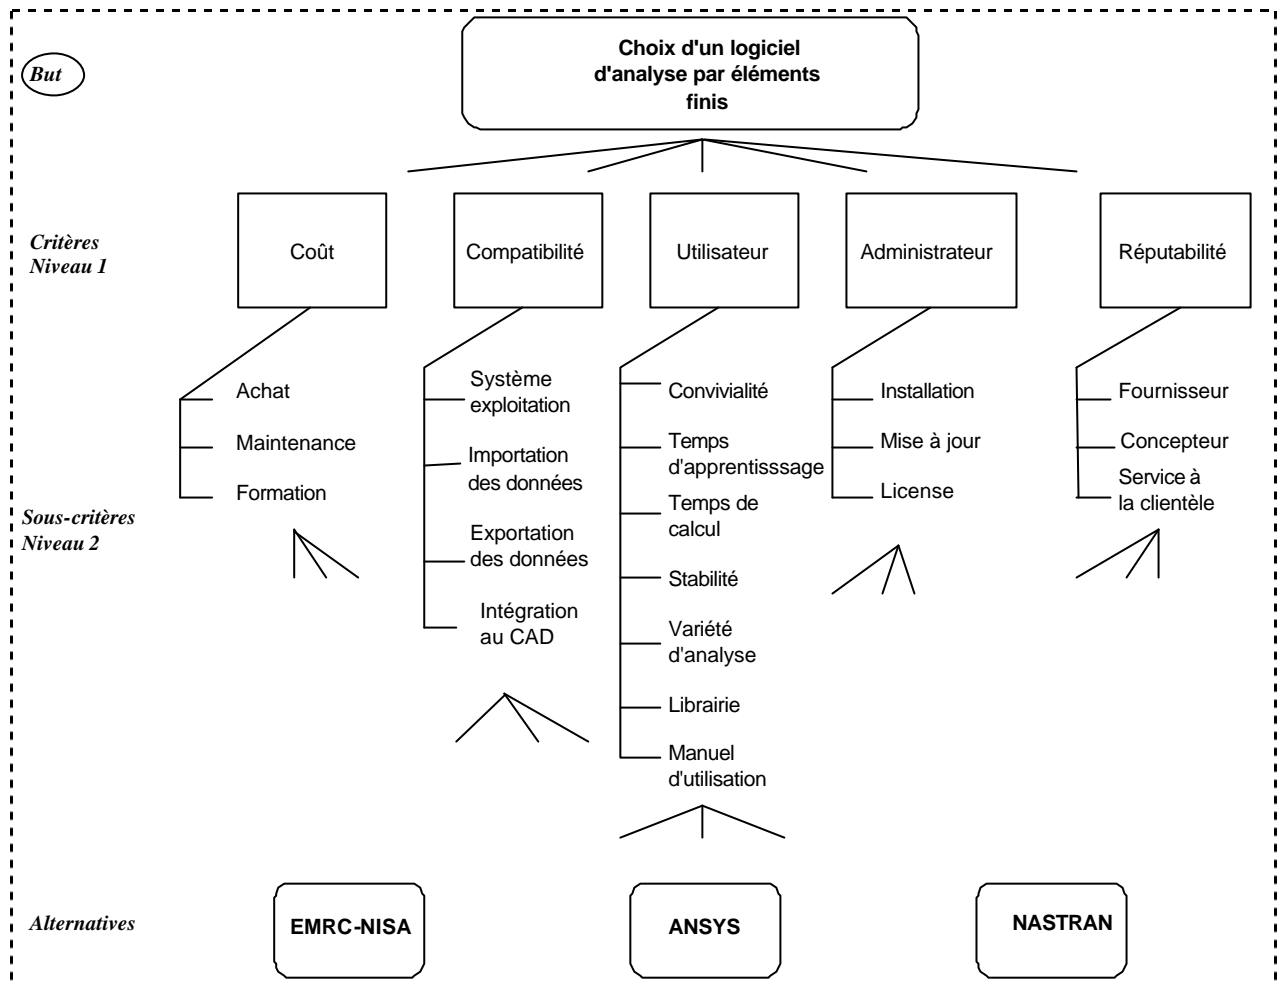 Choix d'un logiciel
d'analyse par éléments
finis
But
Critères
Niveau 1
Coût
Compatibilité
Utilisateur
Administrateur
Réputabilité
Sous-critères
Niveau 2
Achat
Maintenance
Formation
Système
exploitation
Importation
des données
Exportation
des données
Intégration
au CAD
Convivialité
Temps
d'apprentisssage
Temps de
calcul
Stabilité
Variété
d'analyse
Librairie
Manuel
d'utilisation
Installation
Mise à jour
License
Fournisseur
Concepteur
Service à
la clientèle
Alternatives
EMRC-NISA
ANSYS
NASTRAN